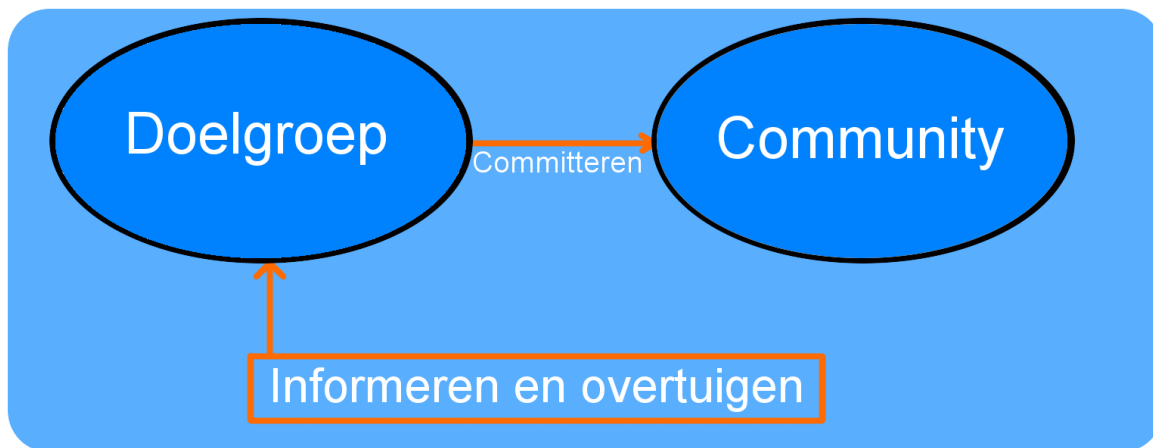 Doelgroep
Community
Committeren
Informeren en overtuigen